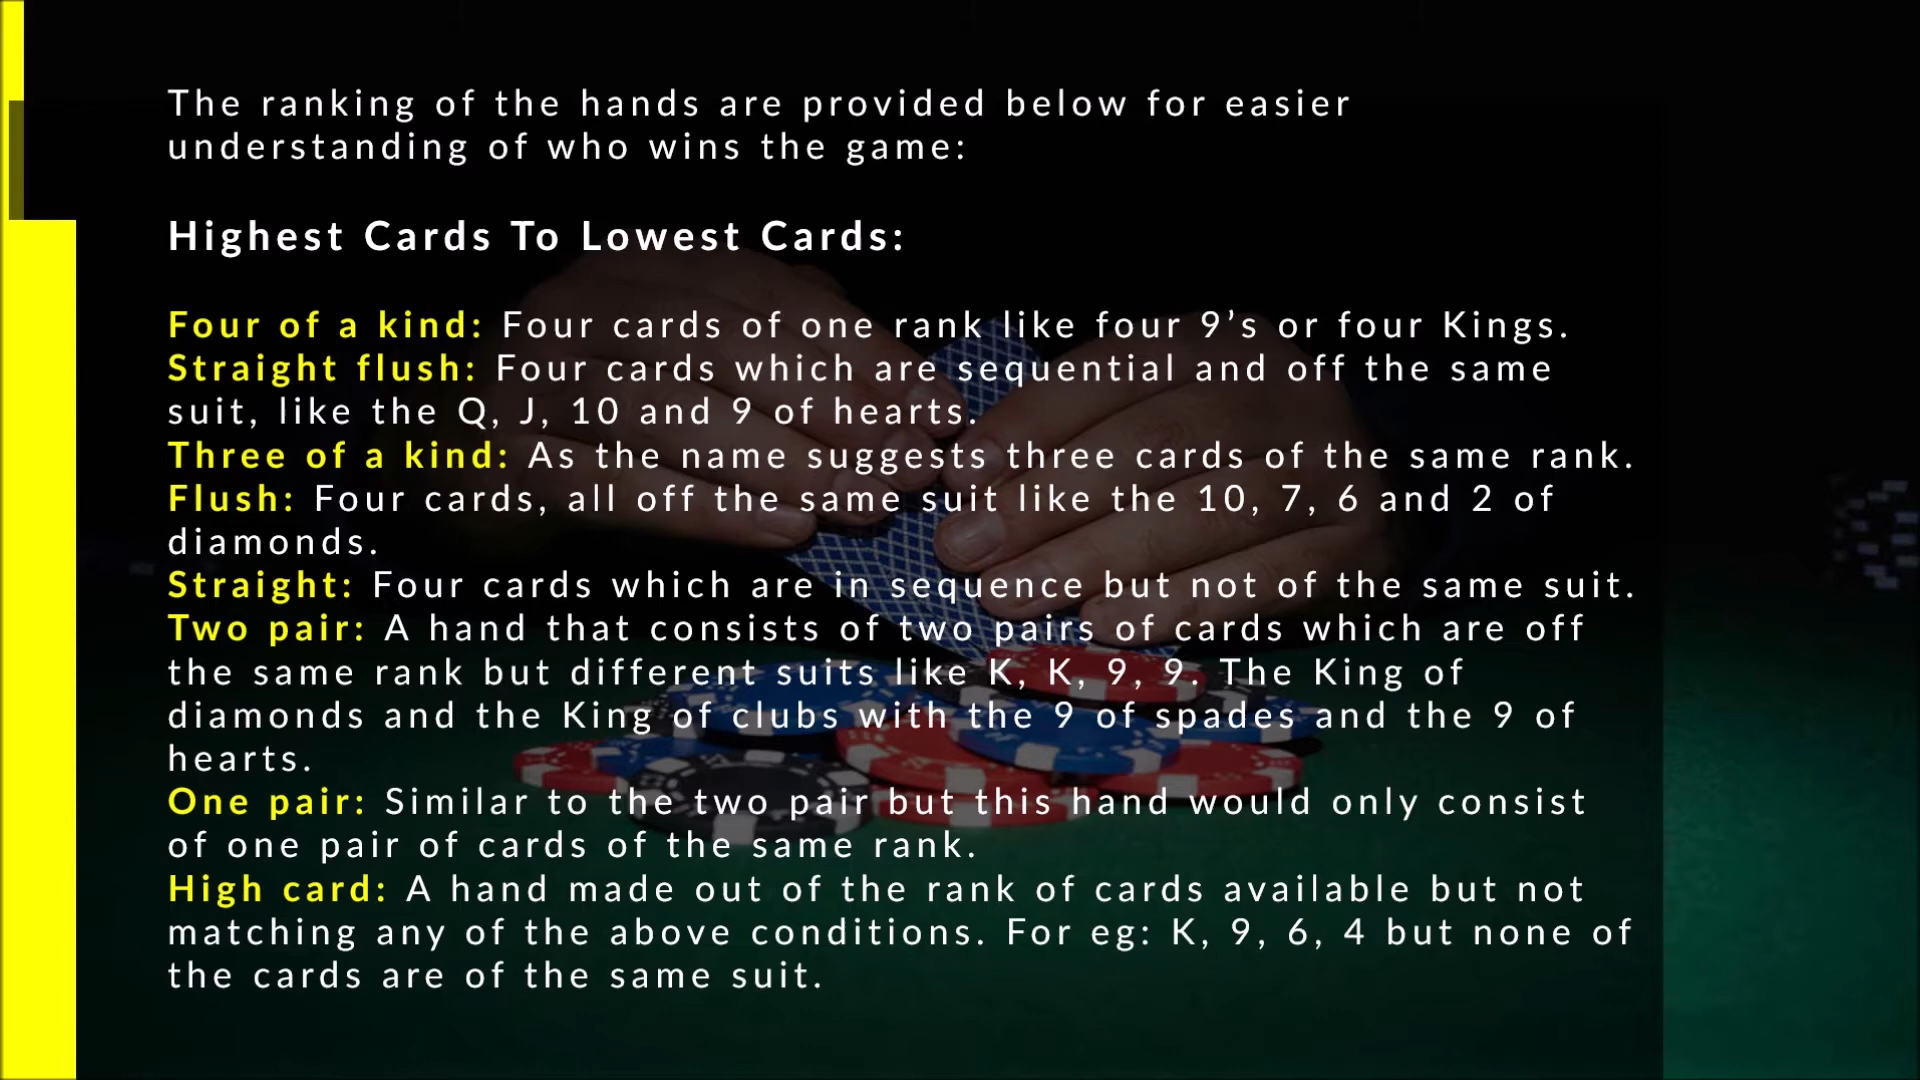 The ranking of the hands are provided below for easier
understanding of who wins the game:
Highest Cards To Lowest Cards:
Four of a kind: Four cards of one rank like four 9’s or four Kings.
Straight flush: Four cards which are sequential and off the same
suit, like the Q, J, 10 and 9 of hearts.
Three of a kind: As the name suggests three cards of the same rank.
Flush: Four cards, all off the same suit like the 10, 7, 6 and 2 of
diamonds.
Straight: Four cards which are in sequence but not of the same suit.
Two pair: A hand that consists of two pairs of cards which are off
the same rank but different suits like K, K, 9, 9. The King of
diamonds and the King of clubs with the 9 of spades and the 9 of
hearts.
One pair: Similar to the two pair but this hand would only consist
of one pair of cards of the same rank.
High card: A hand made out of the rank of cards available but not
matching any of the above conditions. For eg: K, 9, 6, 4 but none of
the cards are of the same suit.